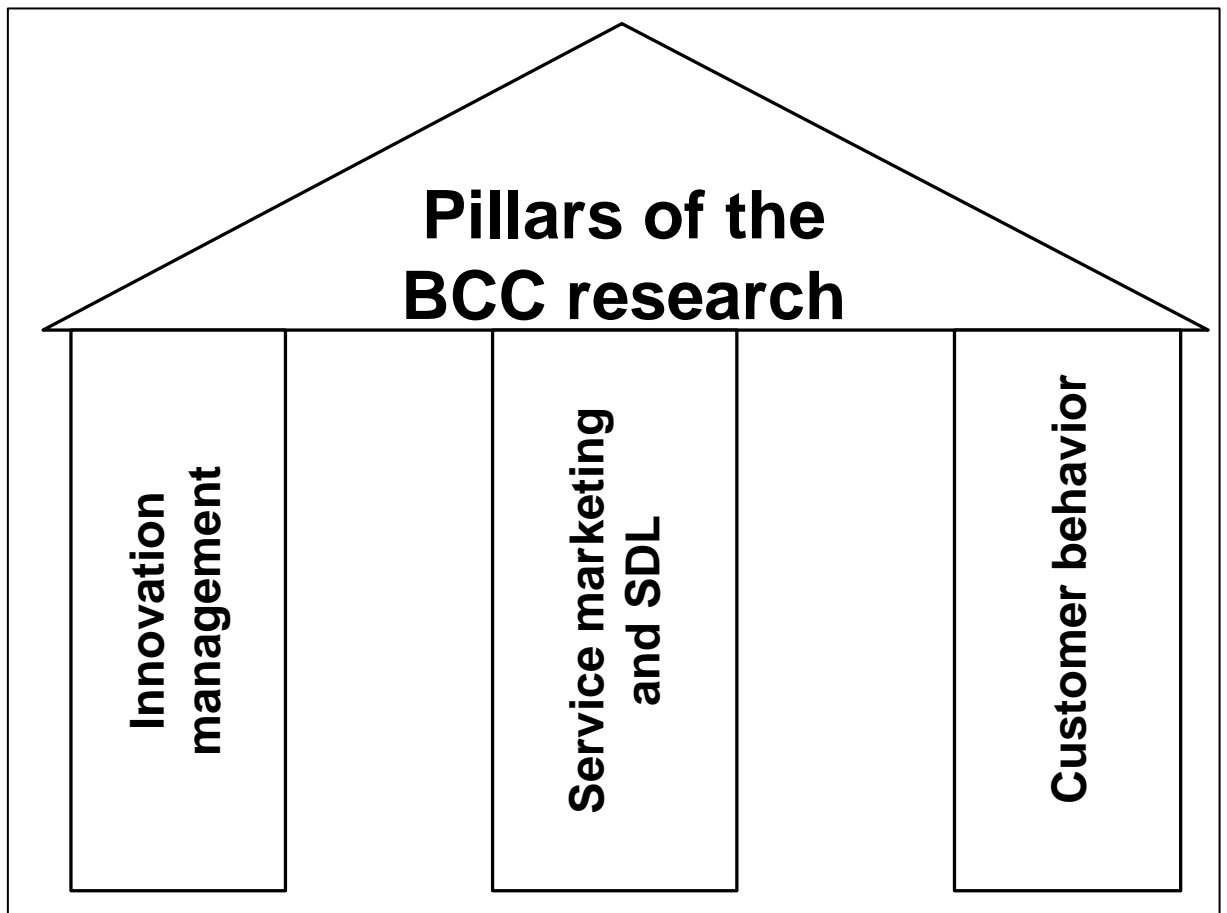 Pillars of the
BCC research
Innovation
management
Service marketing
and SDL
Customer behavior